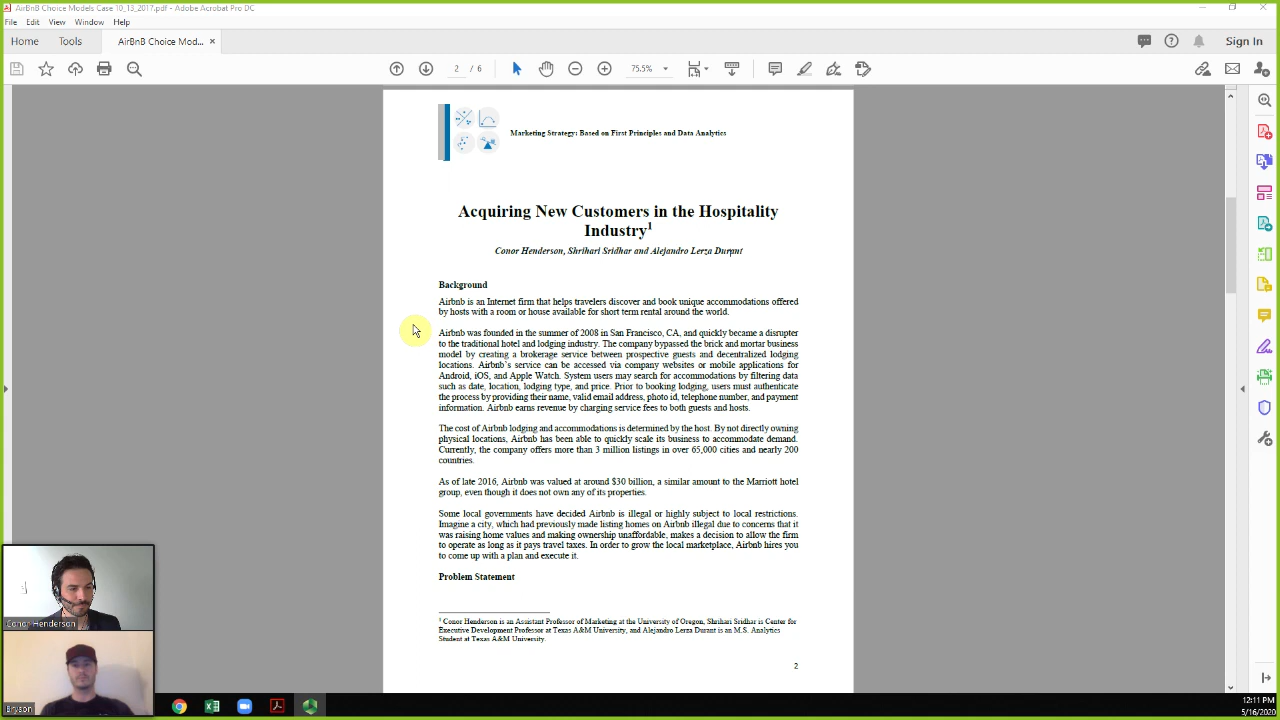 AirBnB Choice Models Case 10_13_2017.pdf - Adobe Acrobat Pro DC
File Edit View Window Help
Home Tools AirBnB Choice Mod... × Sign In
2 / 6 75.5%
Marketing Strategy: Based on First Principles and Data Analytics
Acquiring New Customers in the Hospitality
Industry1
Conor Henderson, Shrihari Sridhar and Alejandro Lerza Durant
Background
Airbnb is an Internet firm that helps travelers discover and book unique accommodations offered
by hosts with a room or house available for short term rental around the world.
Airbnb was founded in the summer of 2008 in San Francisco, CA, and quickly became a disrupter
to the traditional hotel and lodging industry. The company bypassed the brick and mortar business
model by creating a brokerage service between prospective guests and decentralized lodging
locations. Airbnb's service can be accessed via company websites or mobile applications for
Android, iOS, and Apple Watch. System users may search for accommodations by filtering data
such as date, location, lodging type, and price. Prior to booking lodging, users must authenticate
the process by providing their name, valid email address, photo id, telephone number, and payment
information. Airbnb earns revenue by charging service fees to both guests and hosts.
The cost of Airbnb lodging and accommodations is determined by the host. By not directly owning
physical locations, Airbnb has been able to quickly scale its business to accommodate demand.
Currently, the company offers more than 3 million listings in over 65,000 cities and nearly 200
countries.
As of late 2016, Airbnb was valued at around $30 billion, a similar amount to the Marriott hotel
group, even though it does not own any of its properties.
Some local governments have decided Airbnb is illegal or highly subject to local restrictions.
Imagine a city, which had previously made listing homes on Airbnb illegal due to concerns that it
was raising home values and making ownership unaffordable, makes a decision to allow the firm
to operate as long as it pays travel taxes. In order to grow the local marketplace, Airbnb hires you
to come up with a plan and execute it.
Problem Statement
1 Conor Henderson is an Assistant Professor of Marketing at the University of Oregon, Shrihari Sridhar is Center for
Executive Development Professor at Texas A&M University, and Alejandro Lerza Durant is an M.S. Analytics
Student at Texas A&M University.
2
Conor Henderson
Bryson
12:11 PM
5/16/2020